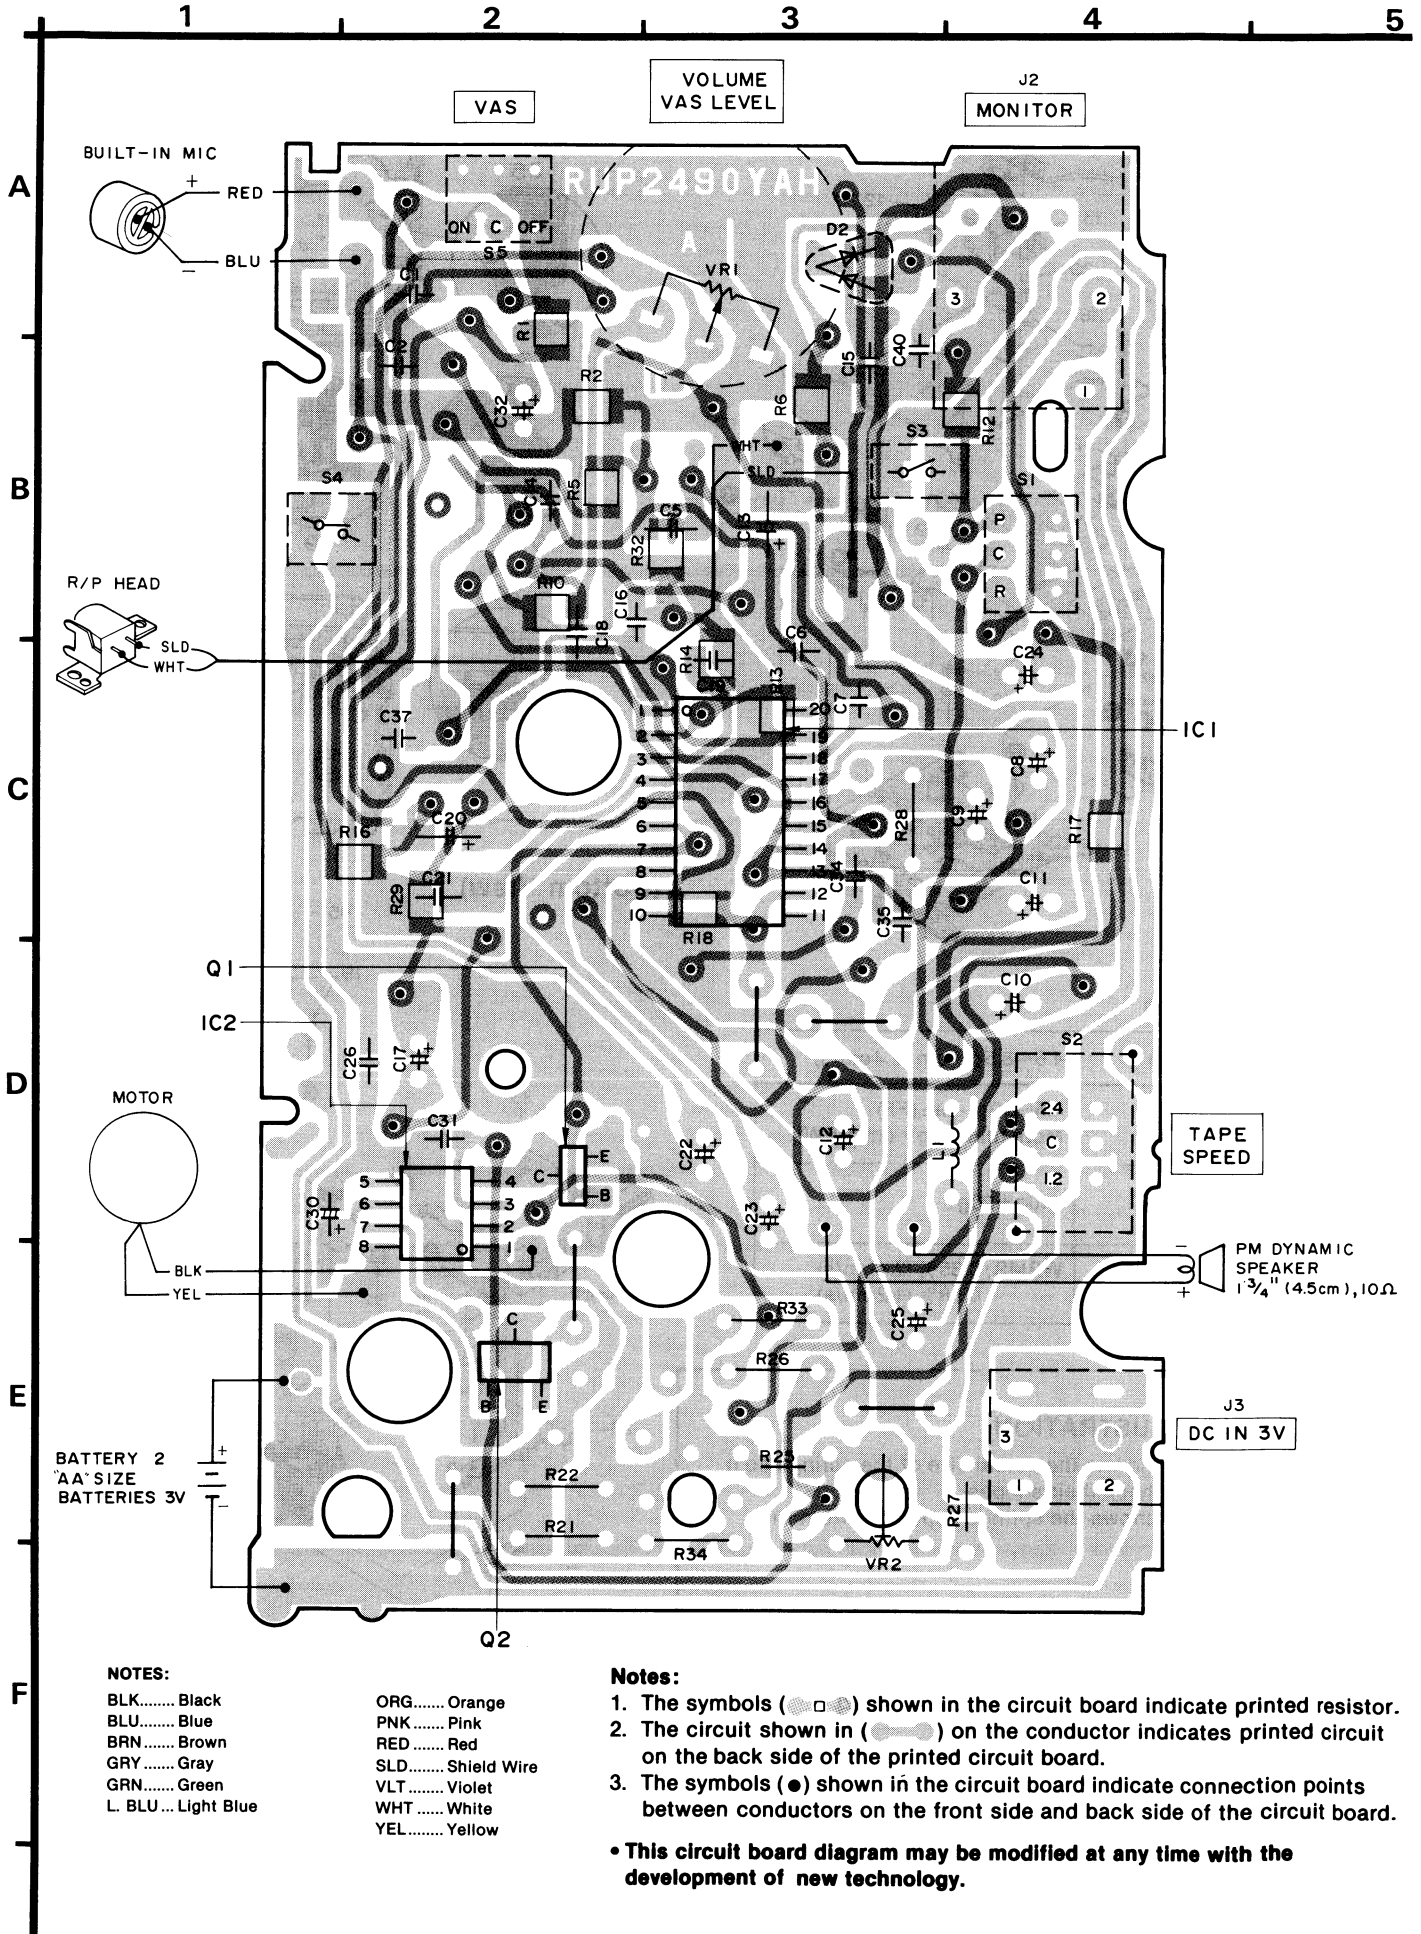 1 2 3 4 5
J2
VAS
VOLUME
VAS LEVEL
MONITOR
BUILT-IN MIC
A
+ RED
RUP2490YAH
ON C OFF
S5
A
D2
− BLU
C1
VR1
3 2
R1
C2
C15
C40
R2
1
C32 +
R6
R12
S3
WHT
SLD
B
S4
S1
R5
P
C5
C
R32
+
R/P HEAD
R10
C16
R
C18
C6
SLD
WHT
R14
C24
+
C7
1 20
IC1
C37
2 19
3 18
C8 +
C
4 17
5 16
R28
C9 +
R17
C20
+
6 15
R16
7 14
8 13
C21
R29
9 12
C11
+
10 11
C35
R18
Q1
C10
+
IC2
S2
C26
C17 +
D
MOTOR
2.4
C31
C12 +
TAPE
SPEED
C22 +
L1
C
E
C
1.2
5 4
B
6 3
C30 +
C23 +
7 2
8 1
BLK
YEL
−
PM DYNAMIC
SPEAKER
1 3/4" (4.5cm), 10Ω
+
R33
C25 +
C
R26
E
B E
J3
DC IN 3V
3
BATTERY 2
"AA" SIZE
BATTERIES 3V
+
−
R25
R22
1 2
R27
R21
R34
VR2
Q2
F
NOTES:
BLK........ Black
BLU........ Blue
BRN....... Brown
GRY....... Gray
GRN....... Green
L. BLU... Light Blue
ORG....... Orange
PNK....... Pink
RED....... Red
SLD........ Shield Wire
VLT........ Violet
WHT...... White
YEL........ Yellow
Notes:
1. The symbols ( ) shown in the circuit board indicate printed resistor.
2. The circuit shown in ( ) on the conductor indicates printed circuit
on the back side of the printed circuit board.
3. The symbols (●) shown in the circuit board indicate connection points
between conductors on the front side and back side of the circuit board.
• This circuit board diagram may be modified at any time with the
development of new technology.